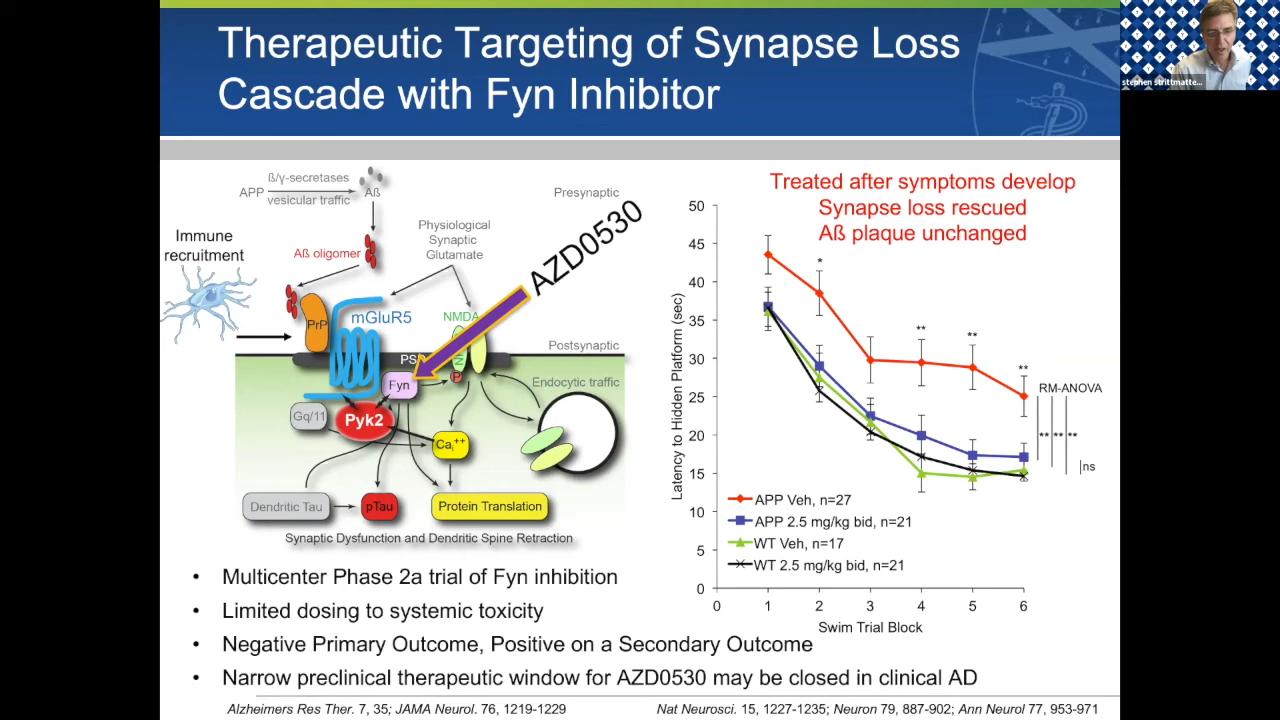 Therapeutic Targeting of Synapse Loss
Cascade with Fyn Inhibitor
stephen strittmatte...
ß/γ-secretases
APP
Aß
vesicular traffic
Presynaptic
Immune
recruitment
Aß oligomer
Physiological
Synaptic
Glutamate
AZD0530
PrP
mGluR5
NMDA
Postsynaptic
PS
Fyn
P
Endocytic traffic
Gq/11
Pyk2
Cai++
Dendritic Tau
pTau
Protein Translation
Synaptic Dysfunction and Dendritic Spine Retraction
Treated after symptoms develop
Synapse loss rescued
Aß plaque unchanged
Latency to Hidden Platform (sec)
50
45
40
35
30
25
20
15
10
5
0
*
**
**
**
RM-ANOVA
** ** **
ns
APP Veh, n=27
APP 2.5 mg/kg bid, n=21
WT Veh, n=17
WT 2.5 mg/kg bid, n=21
0 1 2 3 4 5 6
Swim Trial Block
• Multicenter Phase 2a trial of Fyn inhibition
• Limited dosing to systemic toxicity
• Negative Primary Outcome, Positive on a Secondary Outcome
• Narrow preclinical therapeutic window for AZD0530 may be closed in clinical AD
Alzheimers Res Ther. 7, 35; JAMA Neurol. 76, 1219-1229
Nat Neurosci. 15, 1227-1235; Neuron 79, 887-902; Ann Neurol 77, 953-971